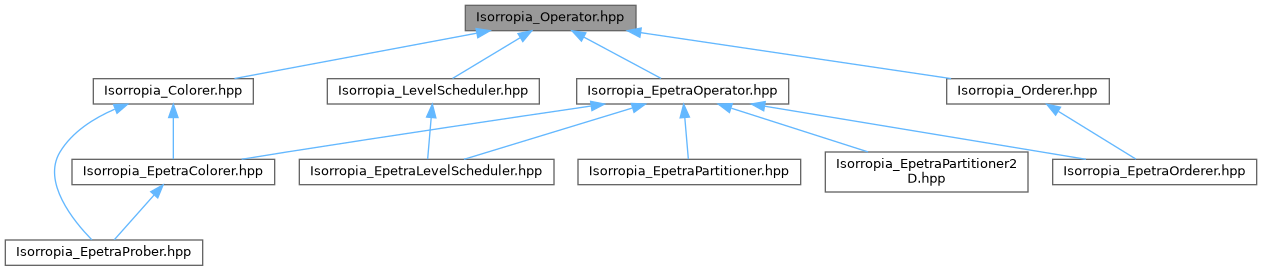 Isorropia_Operator.hpp
Isorropia_Colorer.hpp
Isorropia_LevelScheduler.hpp
Isorropia_EpetraOperator.hpp
Isorropia_Orderer.hpp
Isorropia_EpetraColorer.hpp
Isorropia_EpetraLevelScheduler.hpp
Isorropia_EpetraPartitioner.hpp
Isorropia_EpetraPartitioner2
D.hpp
Isorropia_EpetraOrderer.hpp
Isorropia_EpetraProber.hpp